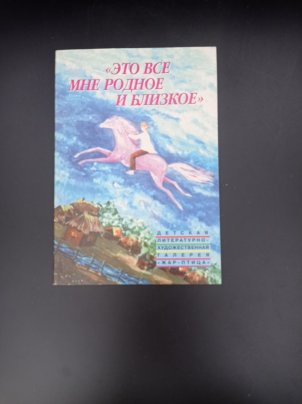 «ЭТО ВСЕ
МНЕ РОДНОЕ
И БЛИЗКОЕ»
ДЕТСКАЯ
ЛИТЕРАТУРНО-
ХУДОЖЕСТВЕННАЯ
ГАЛЕРЕЯ
«ЖАР-ПТИЦА»